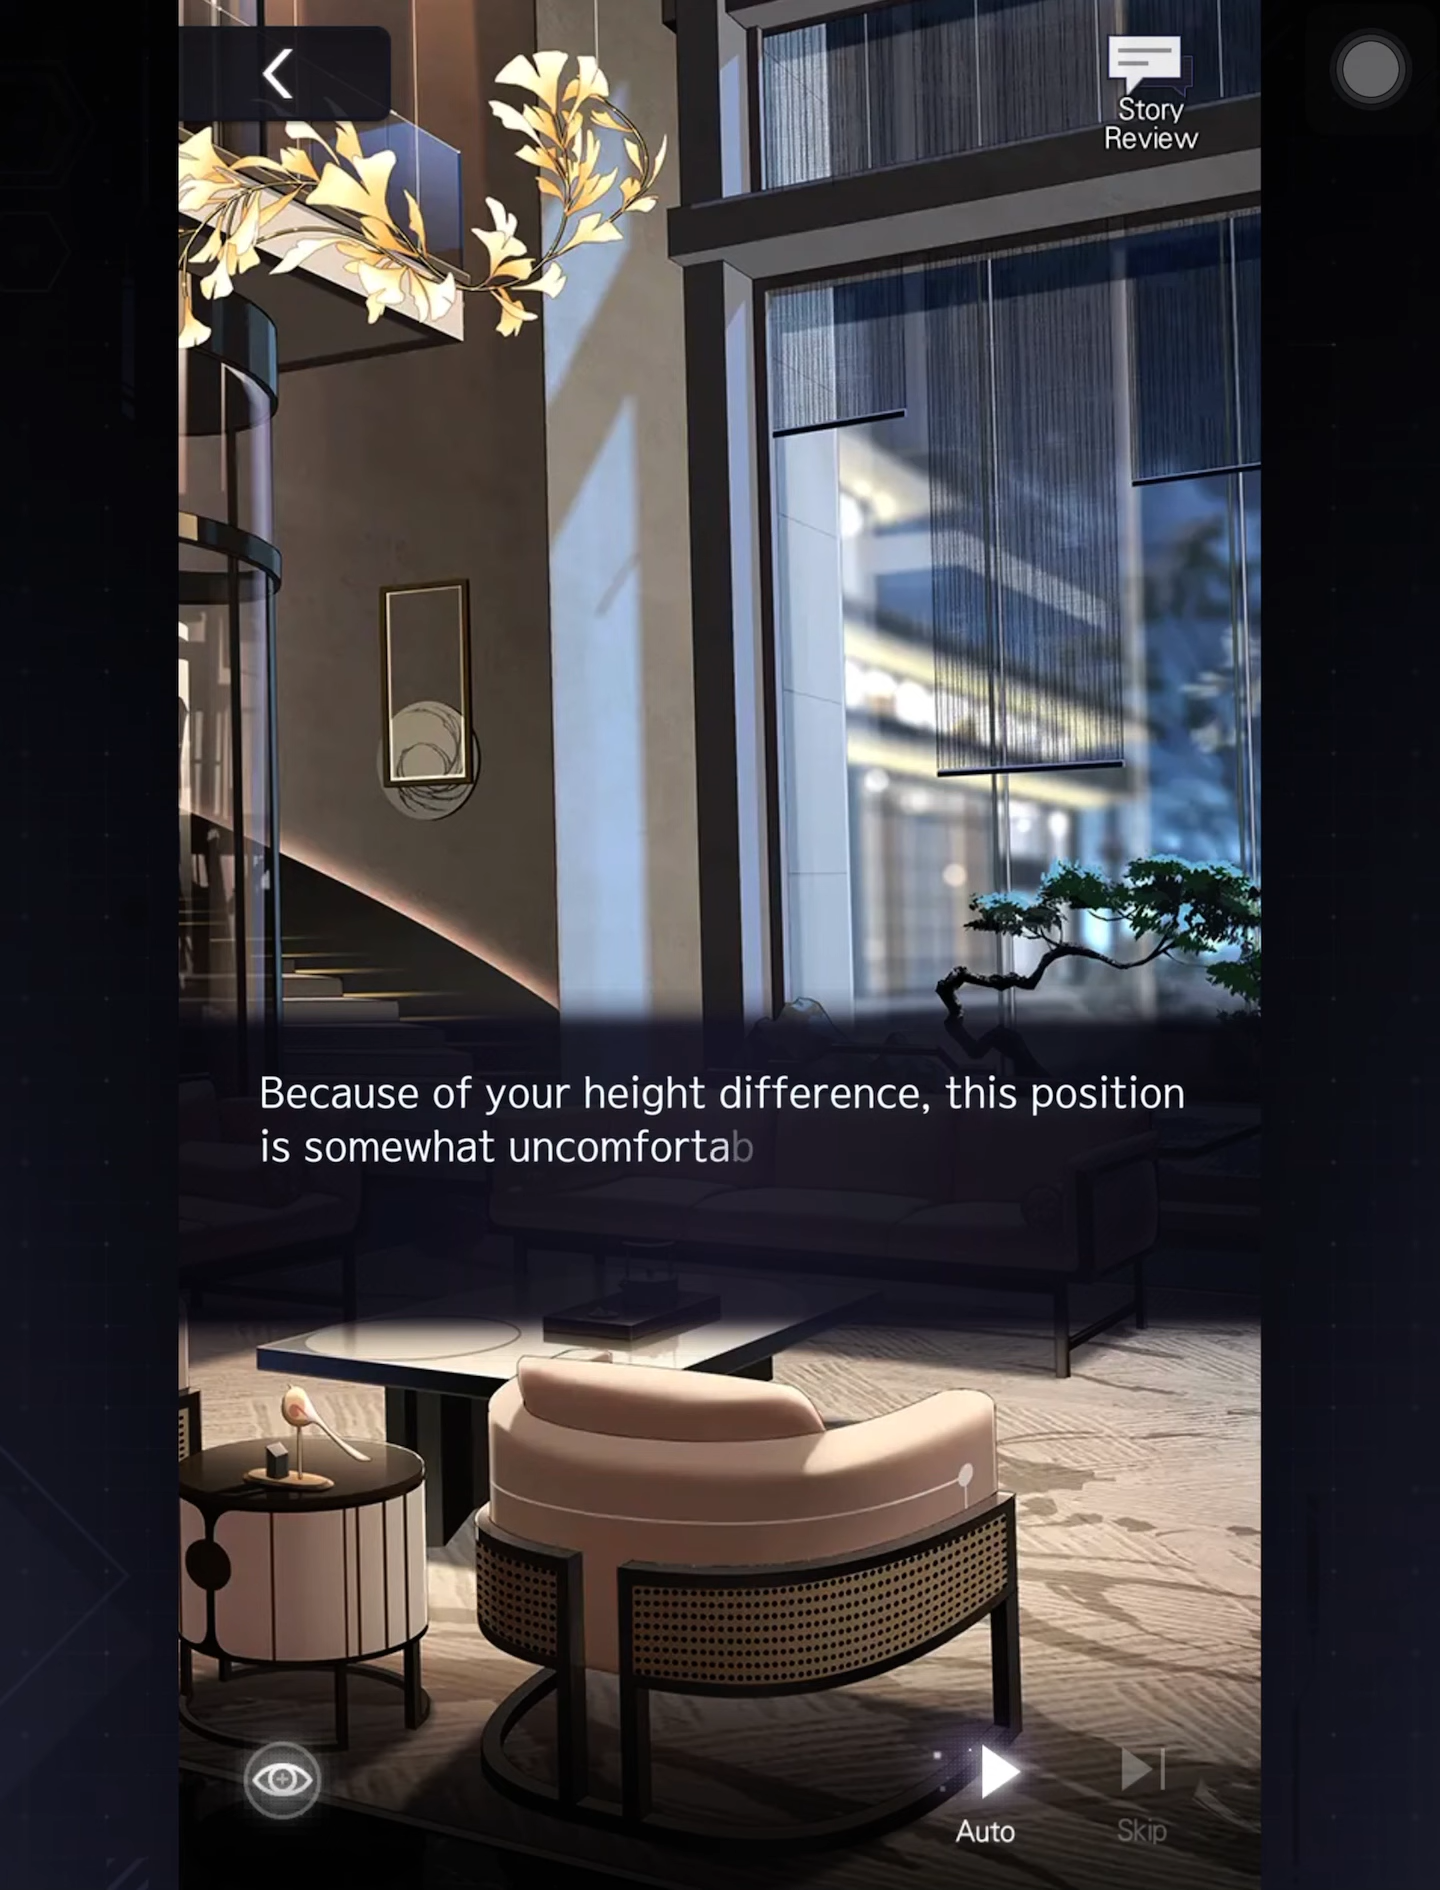 Story
Review
Because of your height difference, this position
is somewhat uncomfortab
Auto
Skip